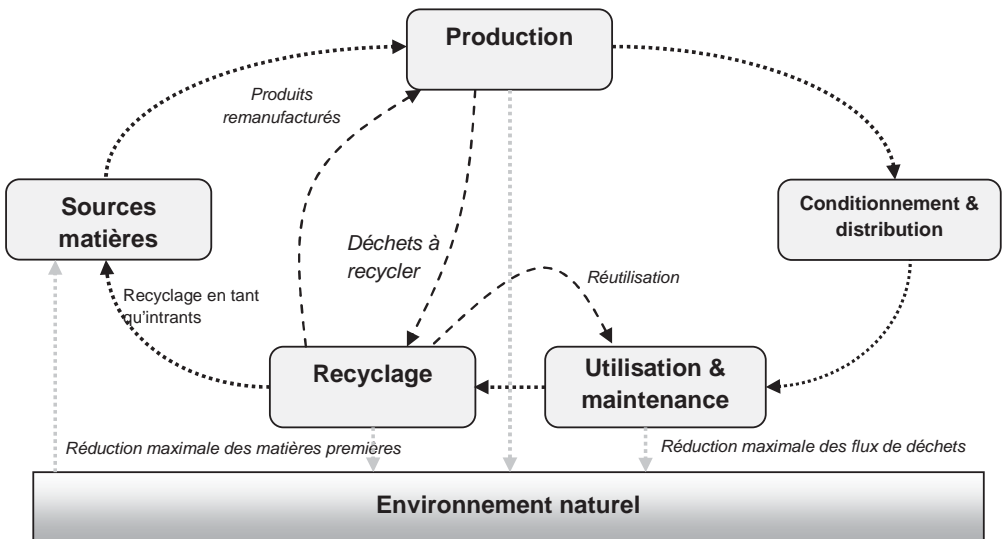 Production
Produits
remanufacturés
Sources
matières
Conditionnement &
distribution
Déchets à
recycler
Réutilisation
Recyclage en tant
qu'intrants
Recyclage
Utilisation &
maintenance
Réduction maximale des matières premières
Réduction maximale des flux de déchets
Environnement naturel